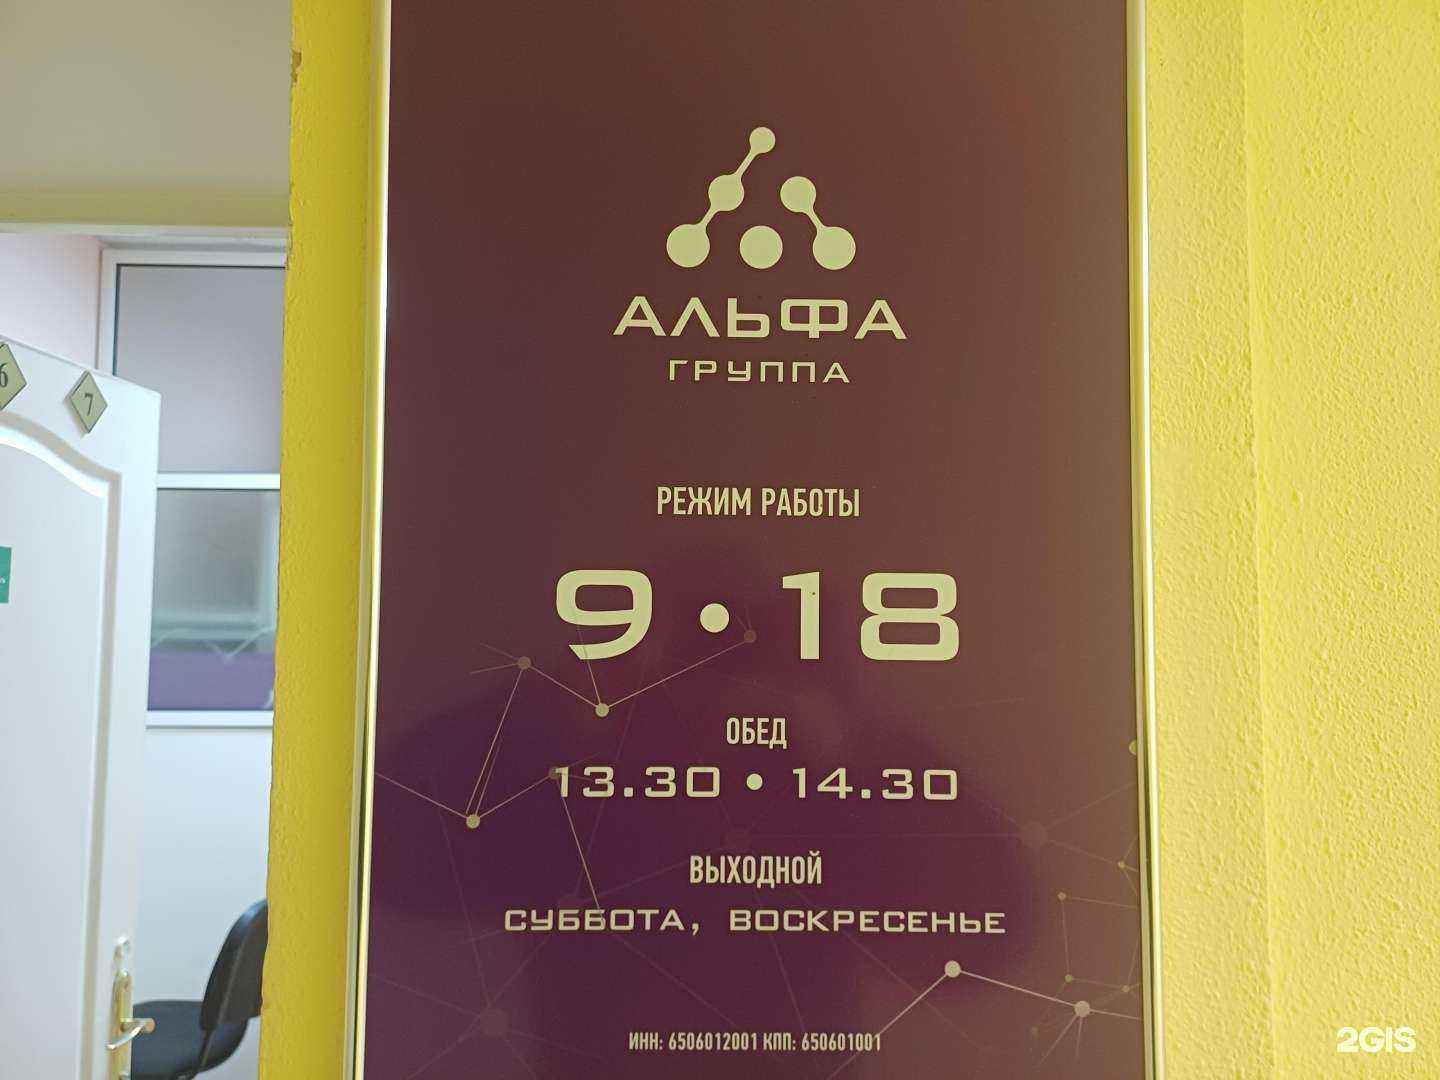 АЛЬФА
ГРУППА
РЕЖИМ РАБОТЫ
9 • 18
ОБЕД
13.30 • 14.30
ВЫХОДНОЙ
СУББОТА, ВОСКРЕСЕНЬЕ
ИНН: 6506012001 КПП: 650601001
6
7
2GIS